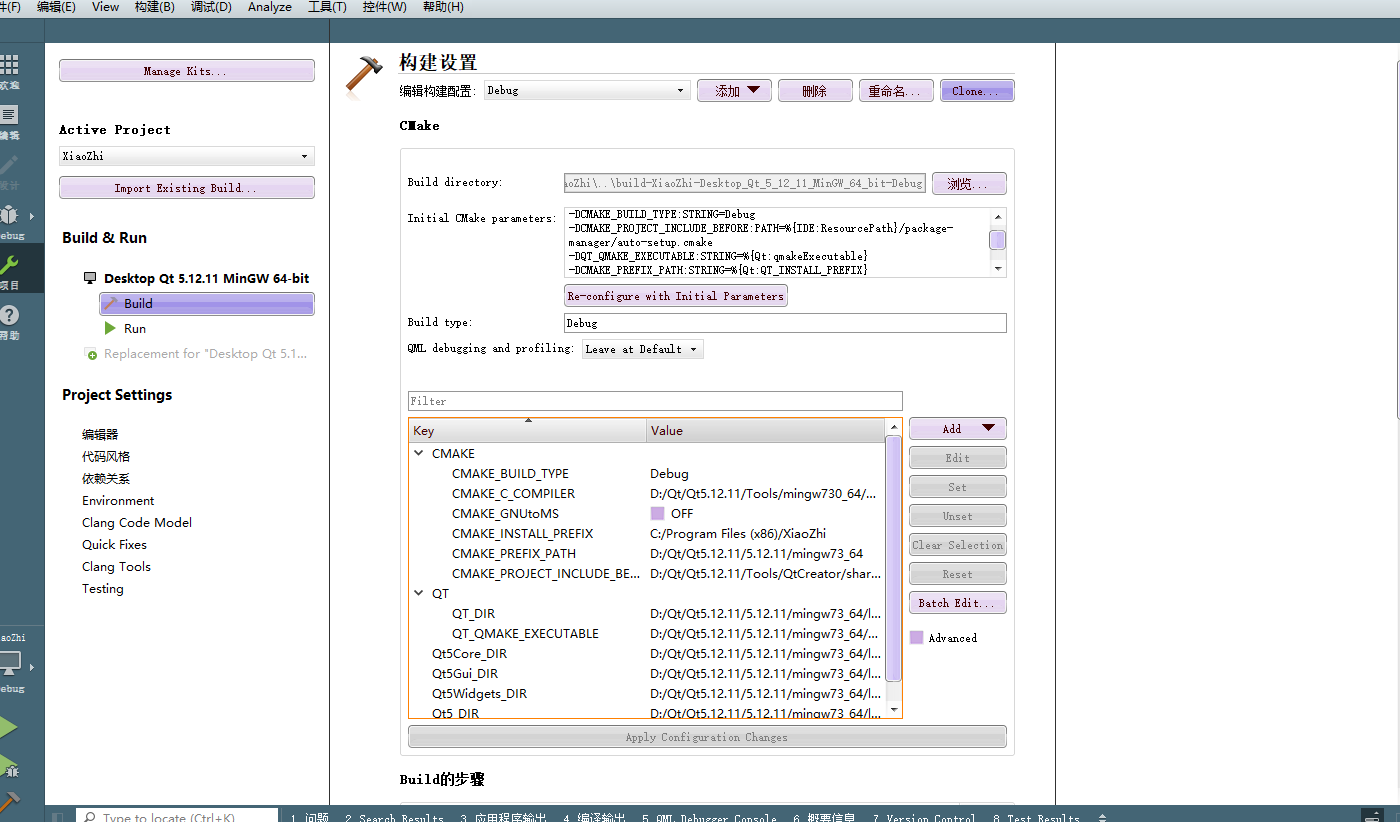 件(F) 编辑(E) View 构建(B) 调试(D) Analyze 工具(T) 控件(W) 帮助(H)
欢迎
编辑
设计
Debug
项目
帮助
XiaoZhi
Debug
Manage Kits...
Active Project
XiaoZhi
Import Existing Build...
Build & Run
Desktop Qt 5.12.11 MinGW 64-bit
Build
Run
Replacement for "Desktop Qt 5.1...
Project Settings
编辑器
代码风格
依赖关系
Environment
Clang Code Model
Quick Fixes
Clang Tools
Testing
构建设置
编辑构建配置: Debug 添加 删除 重命名... Clone...
CMake
Build directory: aoZhi\..\build-XiaoZhi-Desktop_Qt_5_12_11_MinGW_64_bit-Debug 浏览...
Initial CMake parameters: -DCMAKE_BUILD_TYPE:STRING=Debug
-DCMAKE_PROJECT_INCLUDE_BEFORE:PATH=%{IDE:ResourcePath}/package-
manager/auto-setup.cmake
-DQT_QMAKE_EXECUTABLE:STRING=%{Qt:qmakeExecutable}
-DCMAKE_PREFIX_PATH:STRING=%{Qt:QT_INSTALL_PREFIX}
Re-configure with Initial Parameters
Build type: Debug
QML debugging and profiling: Leave at Default
Filter
Key Value
CMAKE
CMAKE_BUILD_TYPE Debug
CMAKE_C_COMPILER D:/Qt/Qt5.12.11/Tools/mingw730_64/...
CMAKE_GNUtoMS OFF
CMAKE_INSTALL_PREFIX C:/Program Files (x86)/XiaoZhi
CMAKE_PREFIX_PATH D:/Qt/Qt5.12.11/5.12.11/mingw73_64
CMAKE_PROJECT_INCLUDE_BE... D:/Qt/Qt5.12.11/Tools/QtCreator/shar...
QT
QT_DIR D:/Qt/Qt5.12.11/5.12.11/mingw73_64/l...
QT_QMAKE_EXECUTABLE D:/Qt/Qt5.12.11/5.12.11/mingw73_64/...
Qt5Core_DIR D:/Qt/Qt5.12.11/5.12.11/mingw73_64/l...
Qt5Gui_DIR D:/Qt/Qt5.12.11/5.12.11/mingw73_64/l...
Qt5Widgets_DIR D:/Qt/Qt5.12.11/5.12.11/mingw73_64/l...
Qt5_DIR D:/Qt/Qt5.12.11/5.12.11/mingw73_64/l...
Add
Edit
Set
Unset
Clear Selection
Reset
Batch Edit...
Advanced
Apply Configuration Changes
Build的步骤
Type to locate (Ctrl+K) 1 问题 2 Search Results 3 应用程序输出 4 编译输出 5 QML Debugger Console 6 概要信息 7 Version Control 8 Test Results